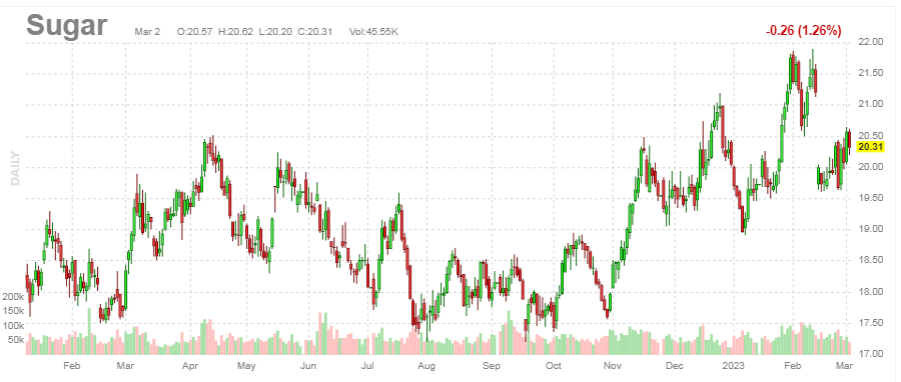 Sugar Mar 2 O:20.57 H:20.62 L:20.20 C:20.31 Vol:45.55K -0.26 (1.26%)
DAILY
22.00
21.50
21.00
20.50
20.31
20.00
19.50
19.00
18.50
18.00
17.50
17.00
200k
150k
100k
50k
Feb Mar Apr May Jun Jul Aug Sep Oct Nov Dec 2023 Feb Mar